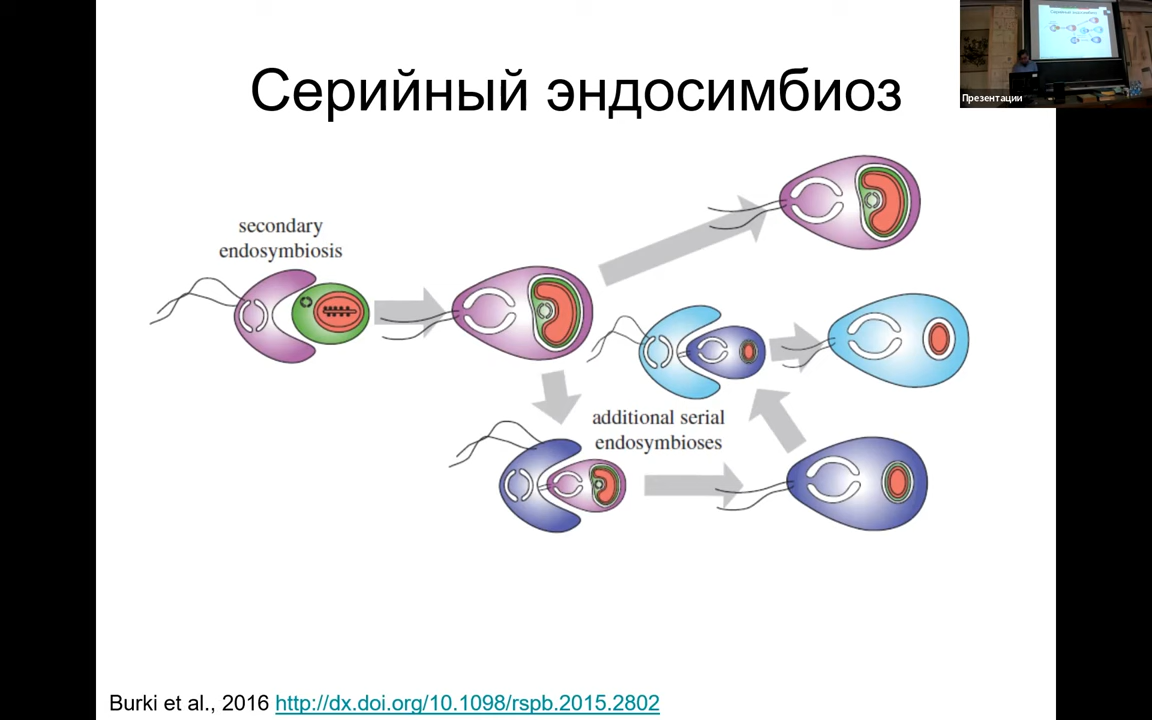 Серийный эндосимбиоз
Презентации
secondary
endosymbiosis
additional serial
endosymbioses
Burki et al., 2016 http://dx.doi.org/10.1098/rspb.2015.2802